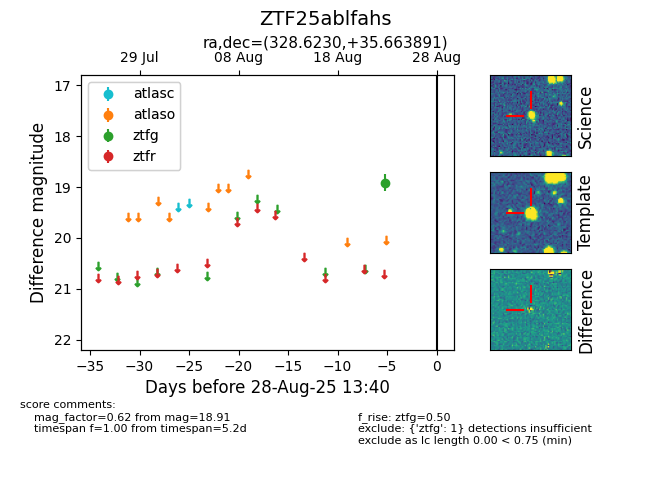 ZTF25ablfahs
ra,dec=(328.6230,+35.663891)
29 Jul 08 Aug 18 Aug 28 Aug
17
18
19
20
21
22
Difference magnitude
atlasc
atlaso
ztfg
ztfr
−35 −30 −25 −20 −15 −10 −5 0
Days before 28-Aug-25 13:40
Science
Template
Difference
score comments:
mag_factor=0.62 from mag=18.91
timespan f=1.00 from timespan=5.2d
f_rise: ztfg=0.50
exclude: {'ztfg': 1} detections insufficient
exclude as lc length 0.00 < 0.75 (min)